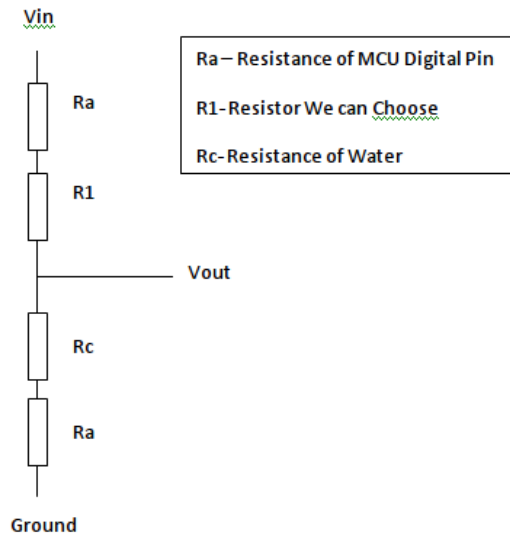 Vin
Ra
R1
Vout
Rc
Ra
Ground
Ra– Resistance of MCU Digital Pin
R1-Resistor We can Choose
Rc-Resistance of Water